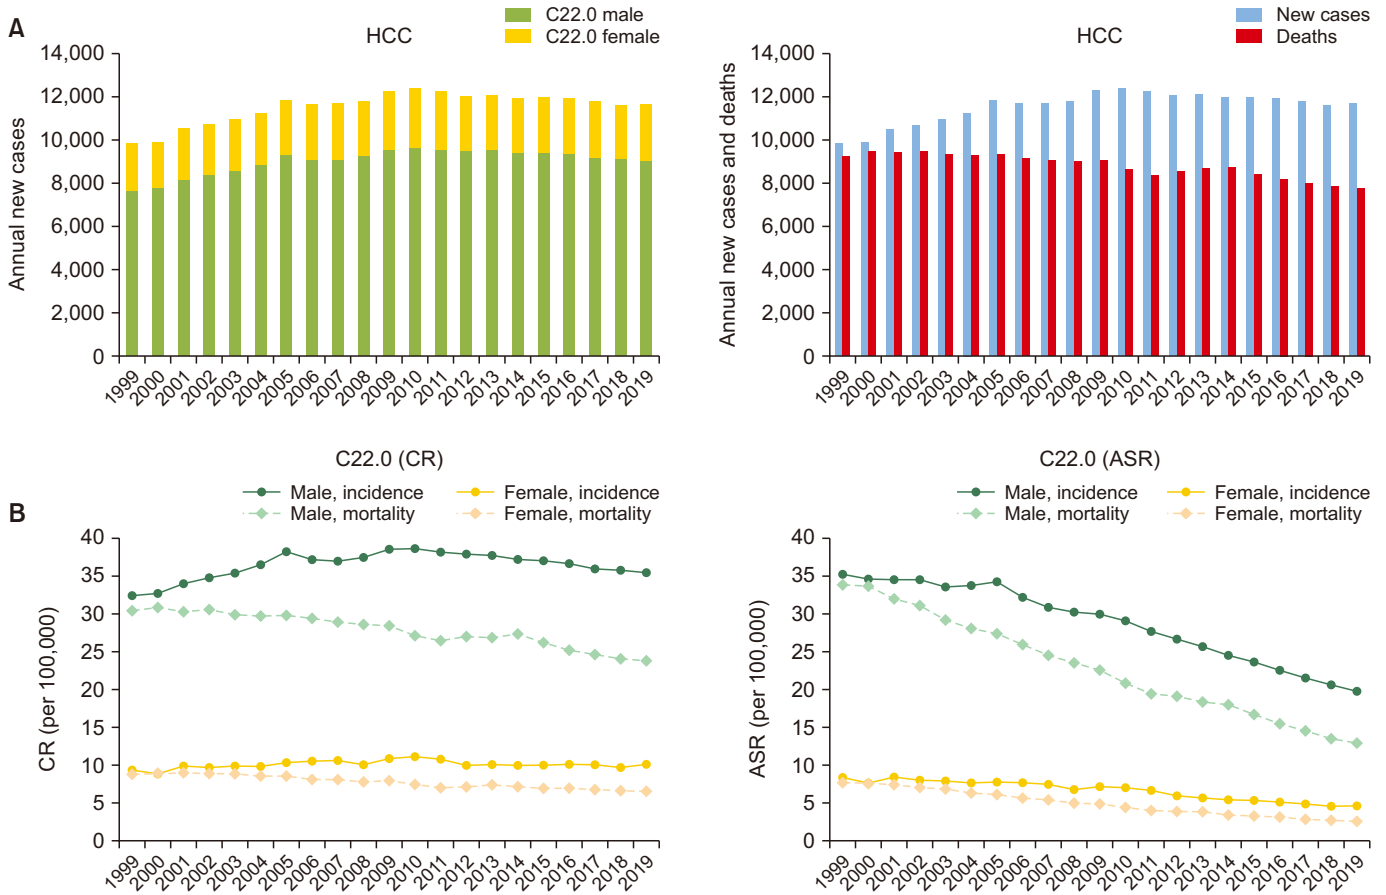 A
HCC
C22.0 male
C22.0 female
Annual new cases
14,000
12,000
10,000
8,000
6,000
4,000
2,000
0
1999 2000 2001 2002 2003 2004 2005 2006 2007 2008 2009 2010 2011 2012 2013 2014 2015 2016 2017 2018 2019
HCC
New cases
Deaths
Annual new cases and deaths
14,000
12,000
10,000
8,000
6,000
4,000
2,000
0
1999 2000 2001 2002 2003 2004 2005 2006 2007 2008 2009 2010 2011 2012 2013 2014 2015 2016 2017 2018 2019
B
C22.0 (CR)
Male, incidence Female, incidence
Male, mortality Female, mortality
CR (per 100,000)
40
35
30
25
20
15
10
5
0
1999 2000 2001 2002 2003 2004 2005 2006 2007 2008 2009 2010 2011 2012 2013 2014 2015 2016 2017 2018 2019
C22.0 (ASR)
Male, incidence Female, incidence
Male, mortality Female, mortality
ASR (per 100,000)
40
35
30
25
20
15
10
5
0
1999 2000 2001 2002 2003 2004 2005 2006 2007 2008 2009 2010 2011 2012 2013 2014 2015 2016 2017 2018 2019